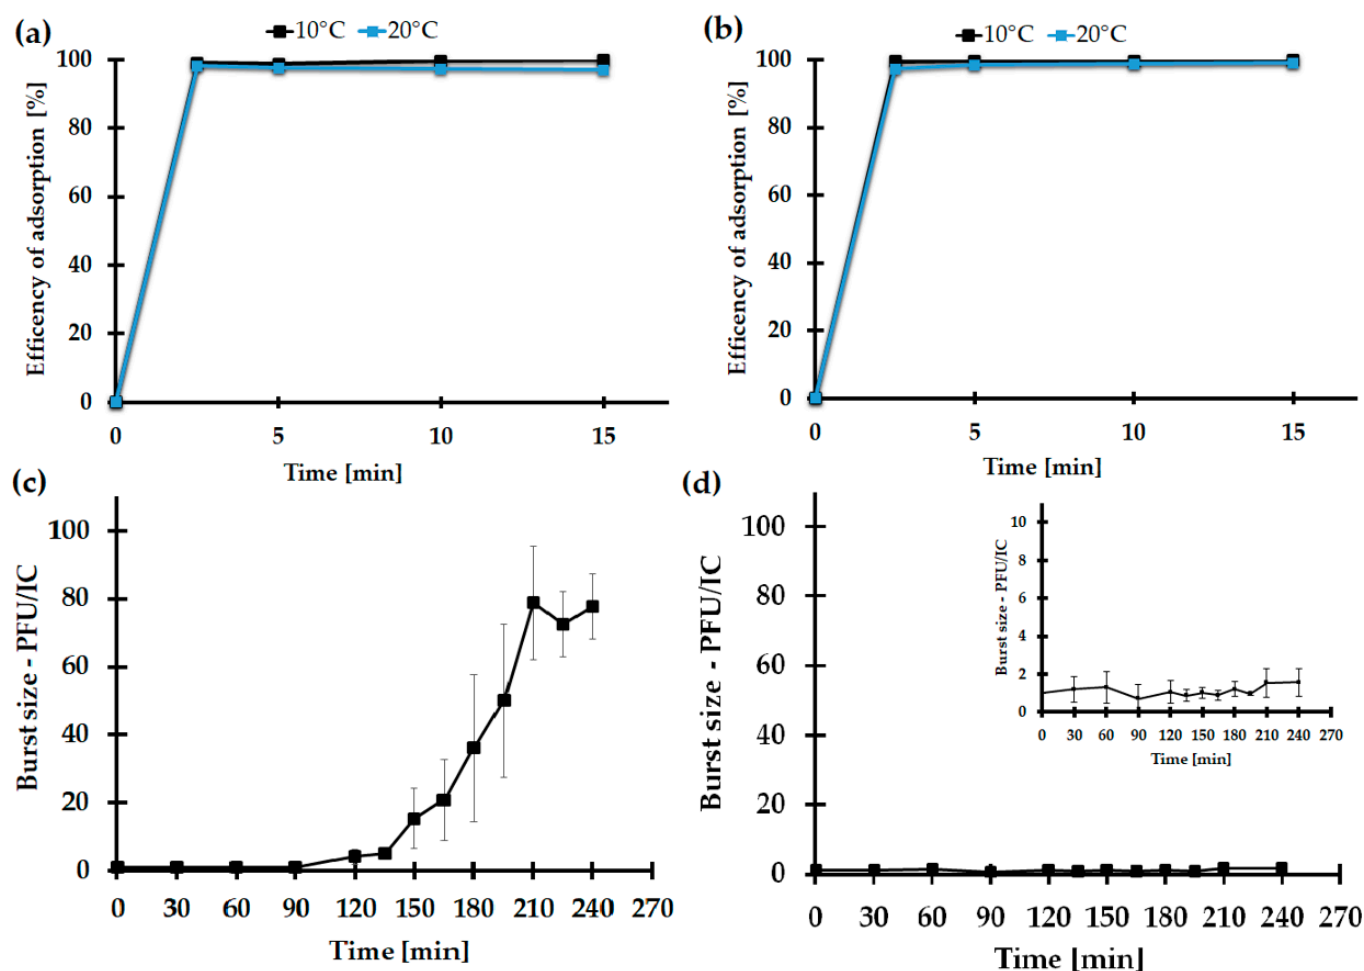 (a)
10°C 20°C
Efficency of adsorption [%]
100
80
60
40
20
0
0 5 10 15
Time [min]
(b)
10°C 20°C
Efficency of adsorption [%]
100
80
60
40
20
0
0 5 10 15
Time [min]
(c)
Burst size - PFU/IC
100
80
60
40
20
0
0 30 60 90 120 150 180 210 240 270
Time [min]
(d)
Burst size - PFU/IC
100
80
60
40
20
0
0 30 60 90 120 150 180 210 240 270
Time [min]
Burst size - PFU/IC
10
8
6
4
2
0
0 30 60 90 120 150 180 210 240 270
Time [min]